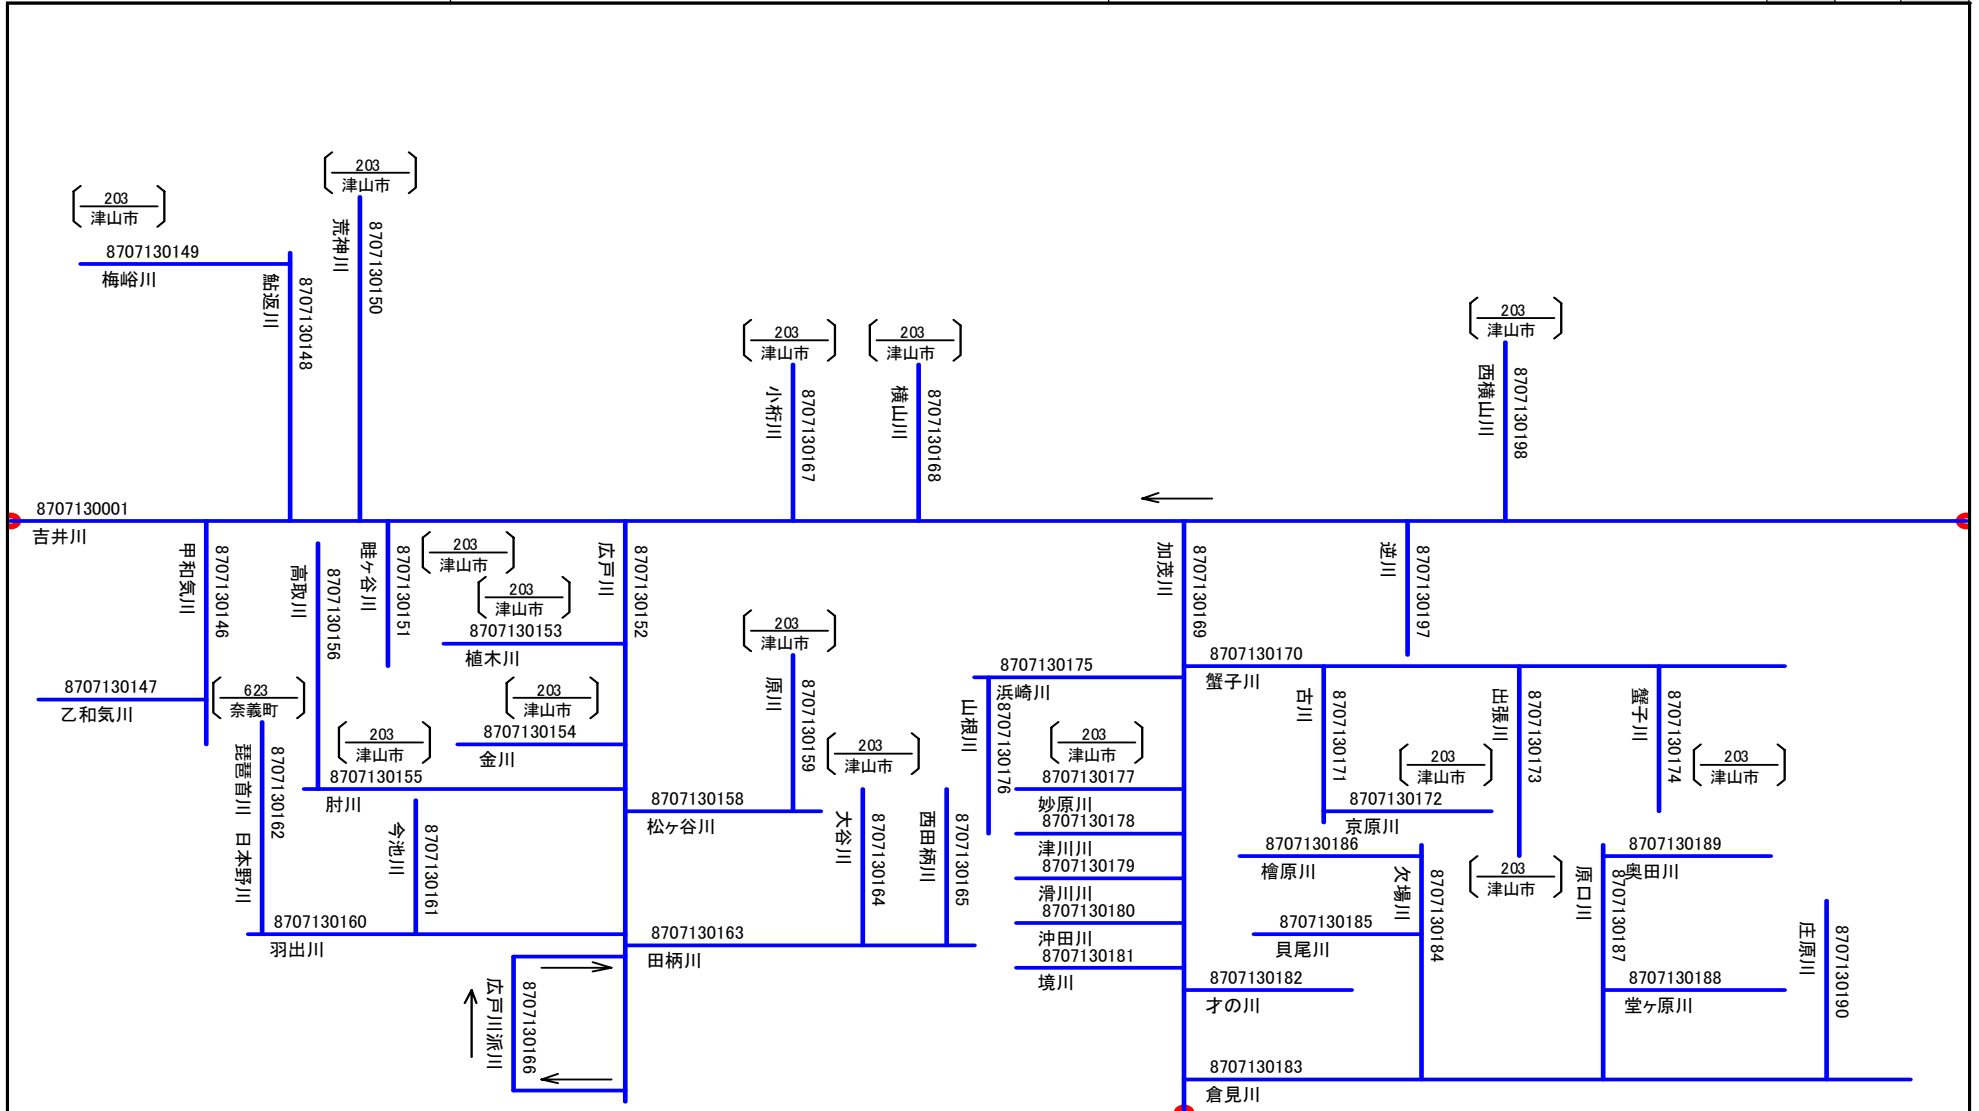 203
津山市
203
津山市
8707130149
梅峪川
鮎返川
8707130148
荒神川
8707130150
203
津山市
小桁川
8707130167
203
津山市
横山川
8707130168
203
津山市
西横山川
8707130198
8707130001
吉井川
甲和気川
8707130146
8707130147
乙和気川
高取川
8707130156
畦ヶ谷川
8707130151
203
津山市
203
津山市
8707130153
植木川
広戸川
8707130152
203
津山市
8707130154
金川
623
奈義町
琵琶首川 日本野川
8707130162
203
津山市
8707130155
肘川
今池川
8707130161
8707130160
羽出川
203
津山市
原川
8707130159
8707130158
松ヶ谷川
203
津山市
大谷川
8707130164
西田柄川
8707130165
8707130163
田柄川
広戸川派川
8707130166
加茂川
8707130169
逆川
8707130197
8707130170
蟹子川
8707130175
浜崎川
山根川
8707130176
203
津山市
8707130177
妙原川
8707130178
津川川
8707130179
滑川川
8707130180
沖田川
8707130181
境川
古川
8707130171
203
津山市
8707130172
京原川
出張川
8707130173
203
津山市
蟹子川
8707130174
203
津山市
8707130186
檜原川
欠場川
8707130184
8707130185
貝尾川
8707130182
才の川
原口川
8707130187
8707130189
奥田川
8707130188
堂ヶ原川
庄原川
8707130190
8707130183
倉見川